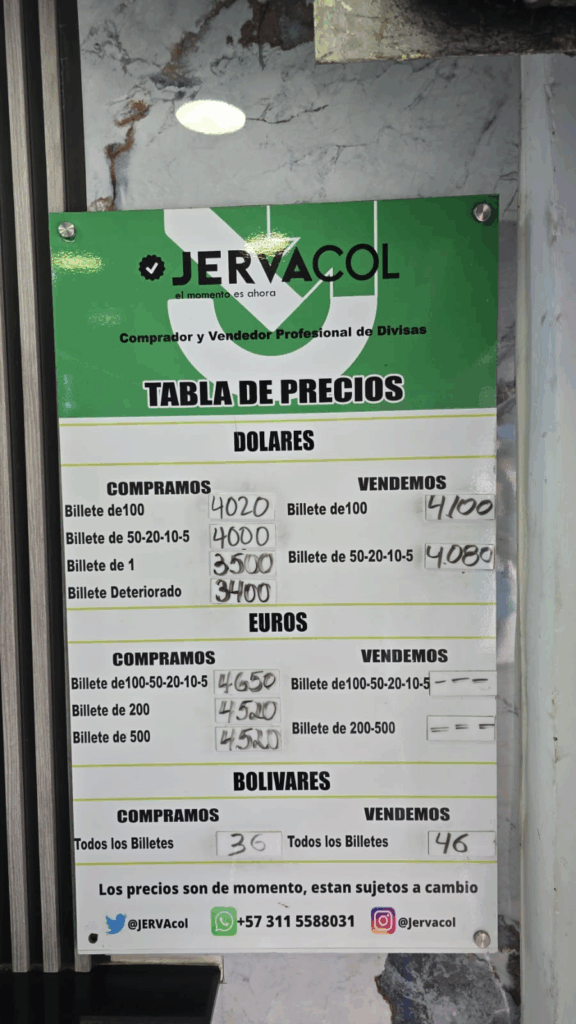 JERVACOL
el momento es ahora
Comprador y Vendedor Profesional de Divisas
TABLA DE PRECIOS
DOLARES
COMPRAMOS VENDEMOS
Billete de100 4020 Billete de100 4100
Billete de 50-20-10-5 4000
Billete de 50-20-10-5 4.080
Billete de 1 3500
Billete Deteriorado 3400
EUROS
COMPRAMOS VENDEMOS
Billete de100-50-20-10-5 4650 Billete de100-50-20-10-5 ---
Billete de 200 4520
Billete de 200-500 ---
Billete de 500 4520
BOLIVARES
COMPRAMOS VENDEMOS
Todos los Billetes 36 Todos los Billetes 46
Los precios son de momento, estan sujetos a cambio
@JERVAcol +57 311 5588031 @Jervacol